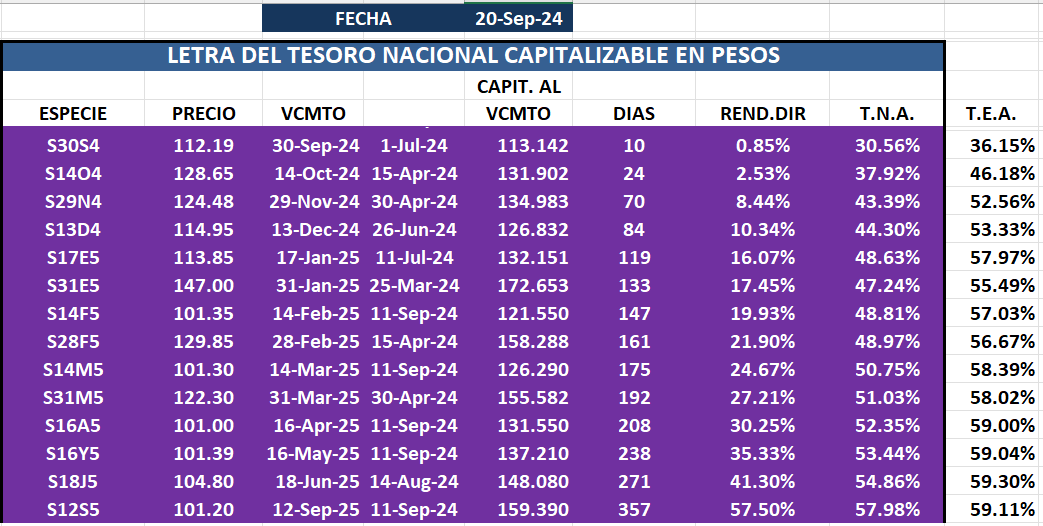 FECHA 20-Sep-24
LETRA DEL TESORO NACIONAL CAPITALIZABLE EN PESOS
CAPIT. AL
ESPECIE PRECIO VCMTO VCMTO DIAS REND.DIR T.N.A. T.E.A.
S30S4 112.19 30-Sep-24 1-Jul-24 113.142 10 0.85% 30.56% 36.15%
S14O4 128.65 14-Oct-24 15-Apr-24 131.902 24 2.53% 37.92% 46.18%
S29N4 124.48 29-Nov-24 30-Apr-24 134.983 70 8.44% 43.39% 52.56%
S13D4 114.95 13-Dec-24 26-Jun-24 126.832 84 10.34% 44.30% 53.33%
S17E5 113.85 17-Jan-25 11-Jul-24 132.151 119 16.07% 48.63% 57.97%
S31E5 147.00 31-Jan-25 25-Mar-24 172.653 133 17.45% 47.24% 55.49%
S14F5 101.35 14-Feb-25 11-Sep-24 121.550 147 19.93% 48.81% 57.03%
S28F5 129.85 28-Feb-25 15-Apr-24 158.288 161 21.90% 48.97% 56.67%
S14M5 101.30 14-Mar-25 11-Sep-24 126.290 175 24.67% 50.75% 58.39%
S31M5 122.30 31-Mar-25 30-Apr-24 155.582 192 27.21% 51.03% 58.02%
S16A5 101.00 16-Apr-25 11-Sep-24 131.550 208 30.25% 52.35% 59.00%
S16Y5 101.39 16-May-25 11-Sep-24 137.210 238 35.33% 53.44% 59.04%
S18J5 104.80 18-Jun-25 14-Aug-24 148.080 271 41.30% 54.86% 59.30%
S12S5 101.20 12-Sep-25 11-Sep-24 159.390 357 57.50% 57.98% 59.11%